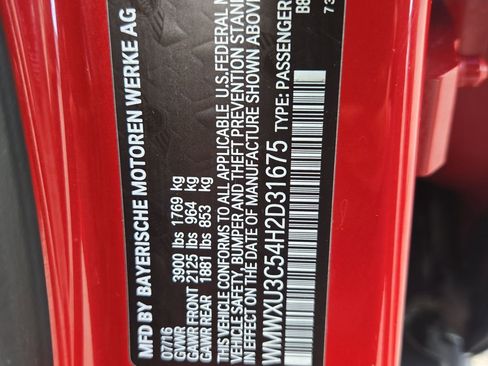 MFD BY BAYERISCHE MOTOREN WERKE AG
07/16
GVWR 3900 lbs 1769 kg
GAWR FRONT 2125 lbs 964 kg
GAWR REAR 1881 lbs 853 kg
THIS VEHICLE CONFORMS TO ALL APPLICABLE U.S. FEDERAL
VEHICLE SAFETY, BUMPER AND THEFT PREVENTION
IN EFFECT ON THE DATE OF MANUFACTURE SHOWN ABOVE
WMWXU3C54H2D31675 TYPE: PASSENGER